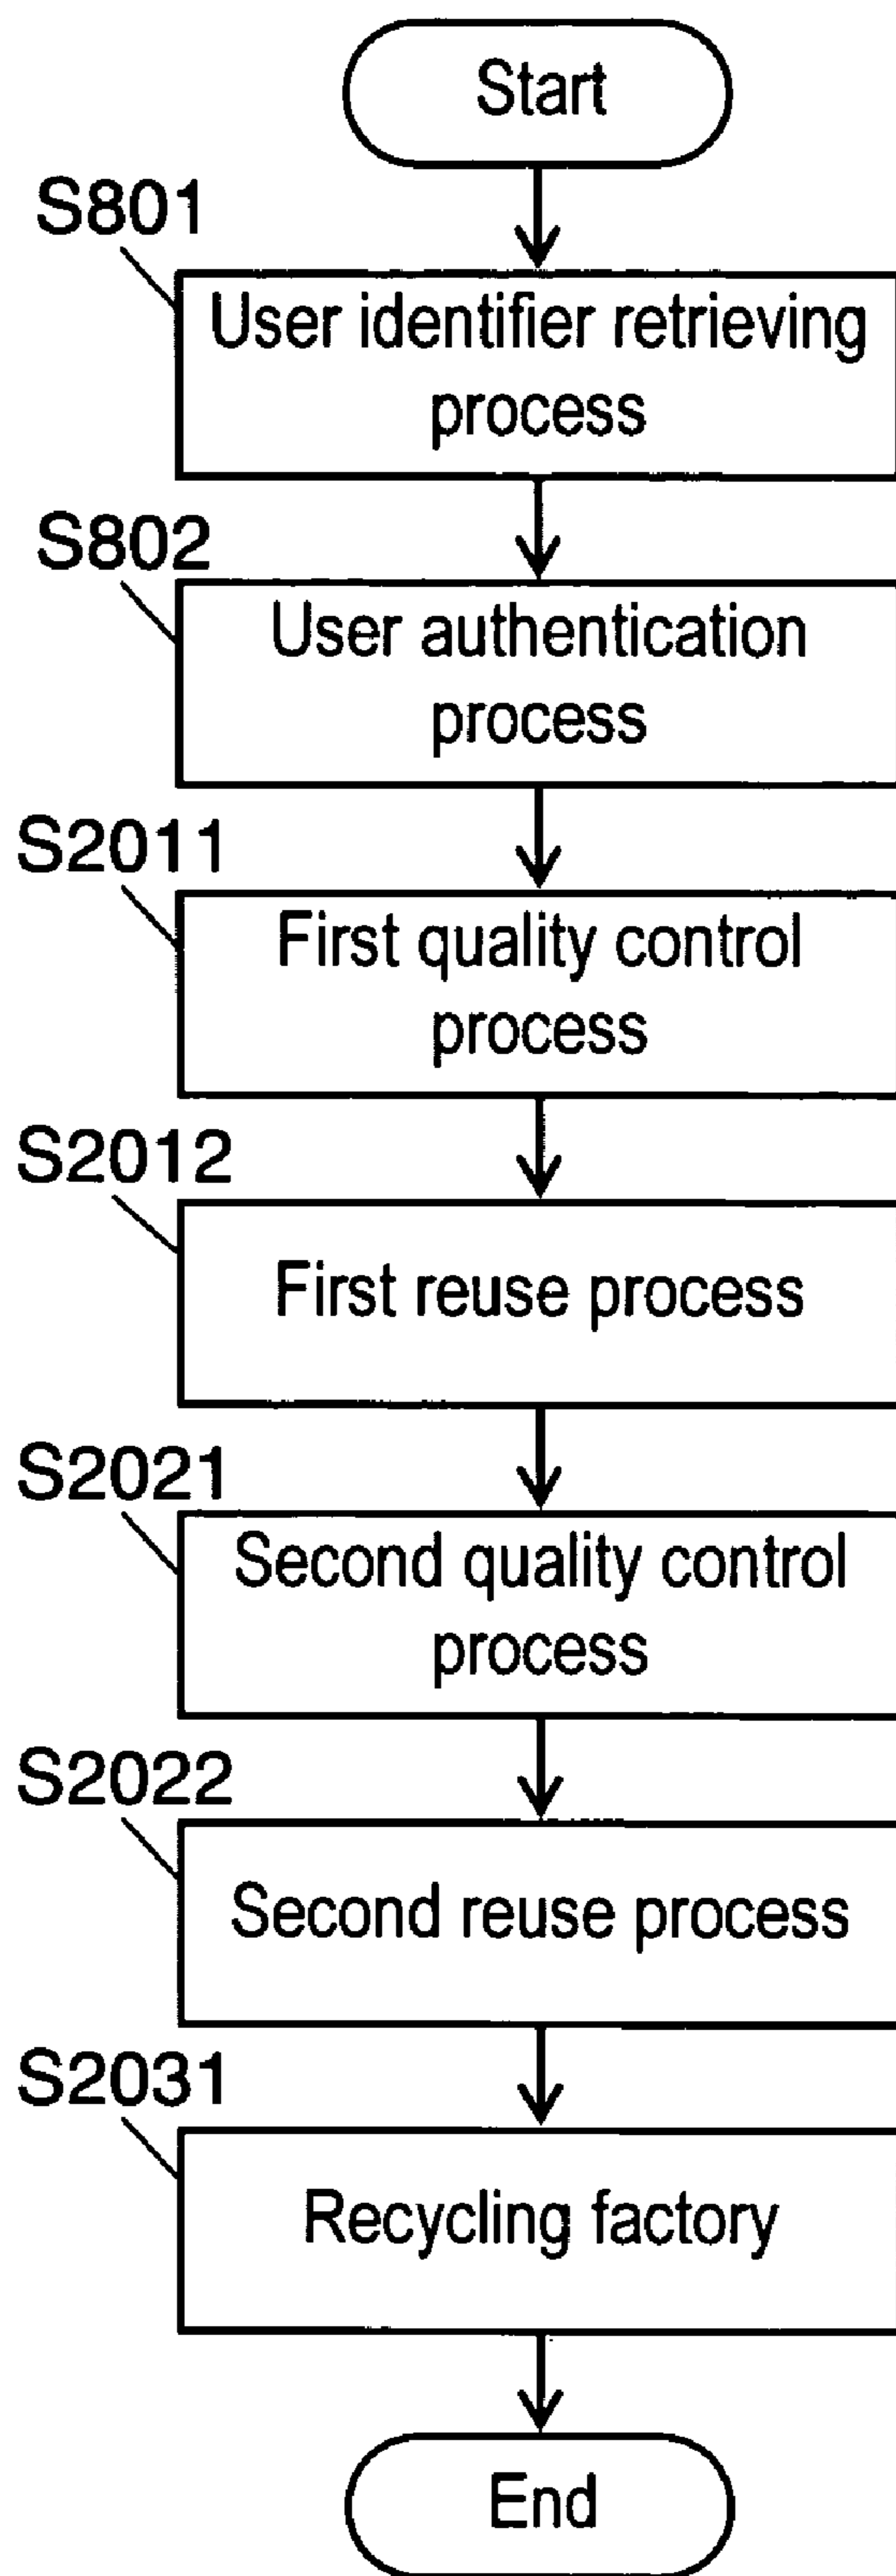 Start
S801
User identifier retrieving
process
S802
User authentication
process
S2011
First quality control
process
S2012
First reuse process
S2021
Second quality control
process
S2022
Second reuse process
S2031
Recycling factory
End